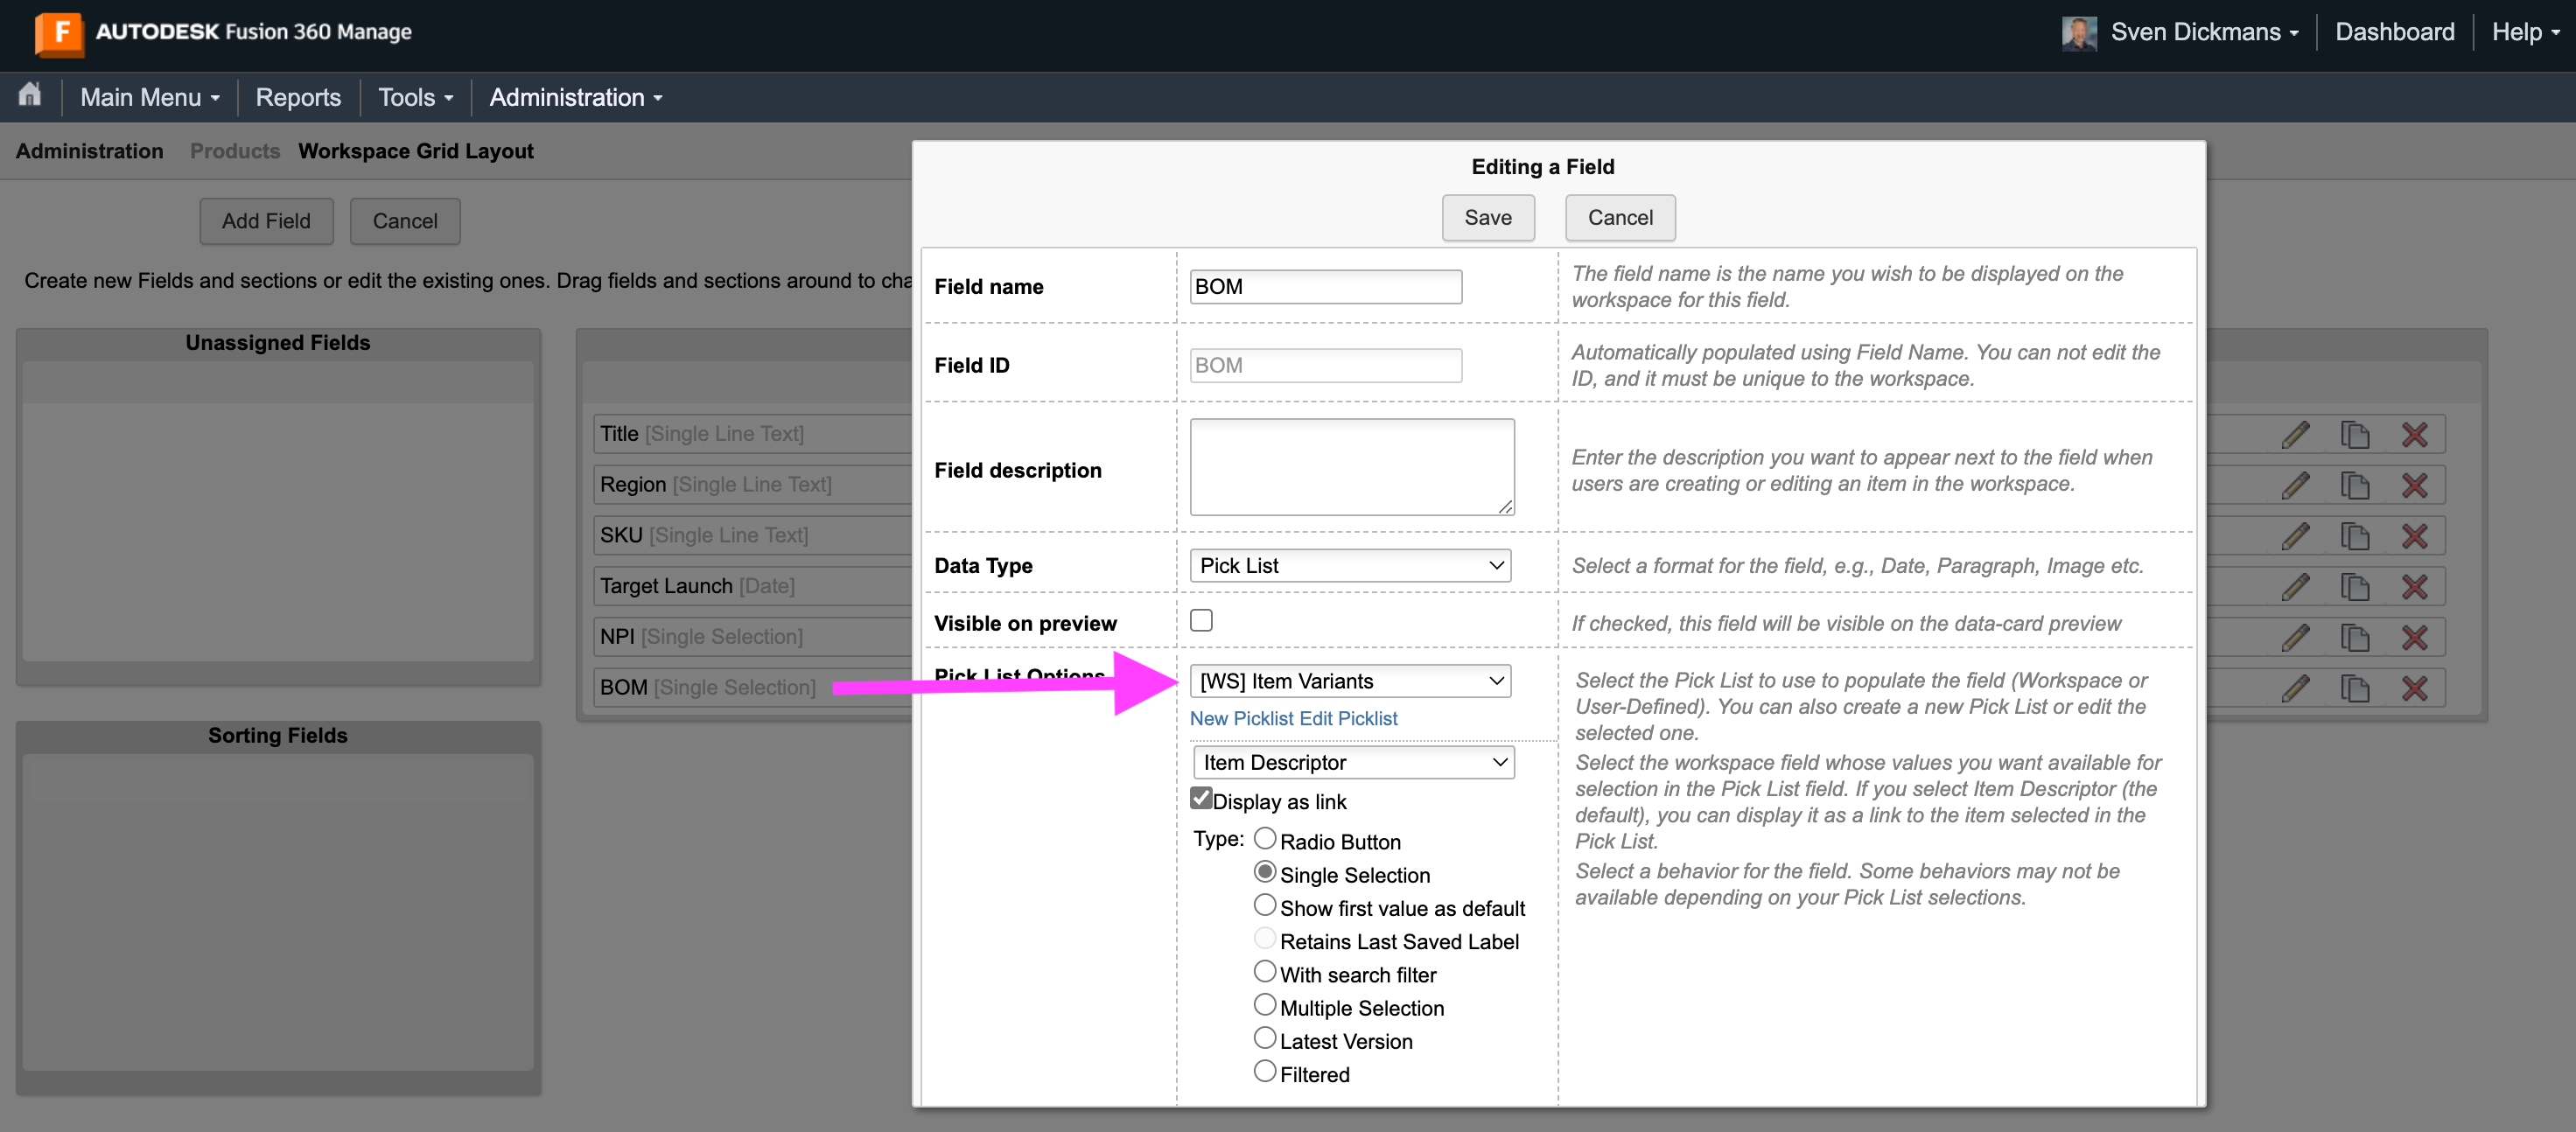 AUTODESK Fusion 360 Manage
Sven Dickmans
Dashboard
Help
Main Menu
Reports
Tools
Administration
Administration Products Workspace Grid Layout
Add Field
Cancel
Create new Fields and sections or edit the existing ones. Drag fields and sections around to cha
Unassigned Fields
Sorting Fields
Title [Single Line Text]
Region [Single Line Text]
SKU [Single Line Text]
Target Launch [Date]
NPI [Single Selection]
BOM [Single Selection]
Editing a Field
Save
Cancel
Field name
BOM
The field name is the name you wish to be displayed on the
workspace for this field.
Field ID
BOM
Automatically populated using Field Name. You can not edit the
ID, and it must be unique to the workspace.
Field description
Enter the description you want to appear next to the field when
users are creating or editing an item in the workspace.
Data Type
Pick List
Select a format for the field, e.g., Date, Paragraph, Image etc.
Visible on preview
If checked, this field will be visible on the data-card preview
Pick List Options
[WS] Item Variants
New Picklist Edit Picklist
Select the Pick List to use to populate the field (Workspace or
User-Defined). You can also create a new Pick List or edit the
selected one.
Item Descriptor
Display as link
Select the workspace field whose values you want available for
selection in the Pick List field. If you select Item Descriptor (the
default), you can display it as a link to the item selected in the
Pick List.
Type:
Radio Button
Single Selection
Show first value as default
Retains Last Saved Label
With search filter
Multiple Selection
Latest Version
Filtered
Select a behavior for the field. Some behaviors may not be
available depending on your Pick List selections.